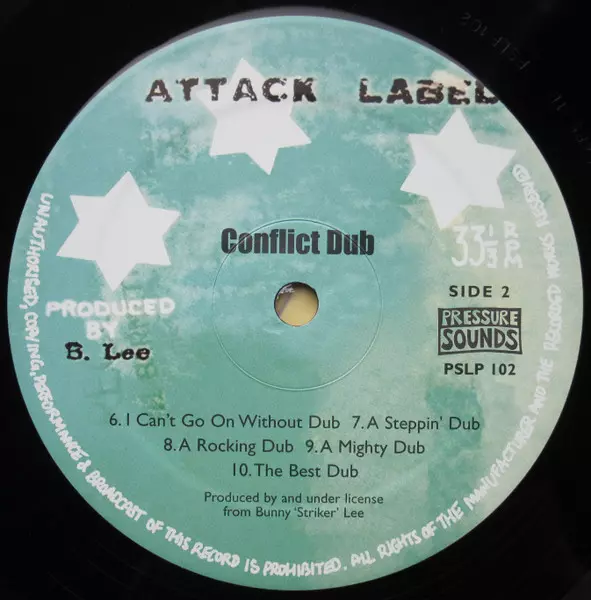 ATTACK LABEL
Conflict Dub
33 1/3 R.P.M
PRODUCED
BY
B. Lee
SIDE 2
PRESSURE
SOUNDS
PSLP 102
6. I Can't Go On Without Dub 7. A Steppin' Dub
8. A Rocking Dub 9. A Mighty Dub
10. The Best Dub
Produced by and under license
from Bunny 'Striker' Lee
UNAUTHORISED, COPYING, PERFORMANCE & BROADCAST OF THIS RECORD IS PROHIBITED. ALL RIGHTS OF THE MANUFACTURER AND THE RECORDED WORKS RESERVED